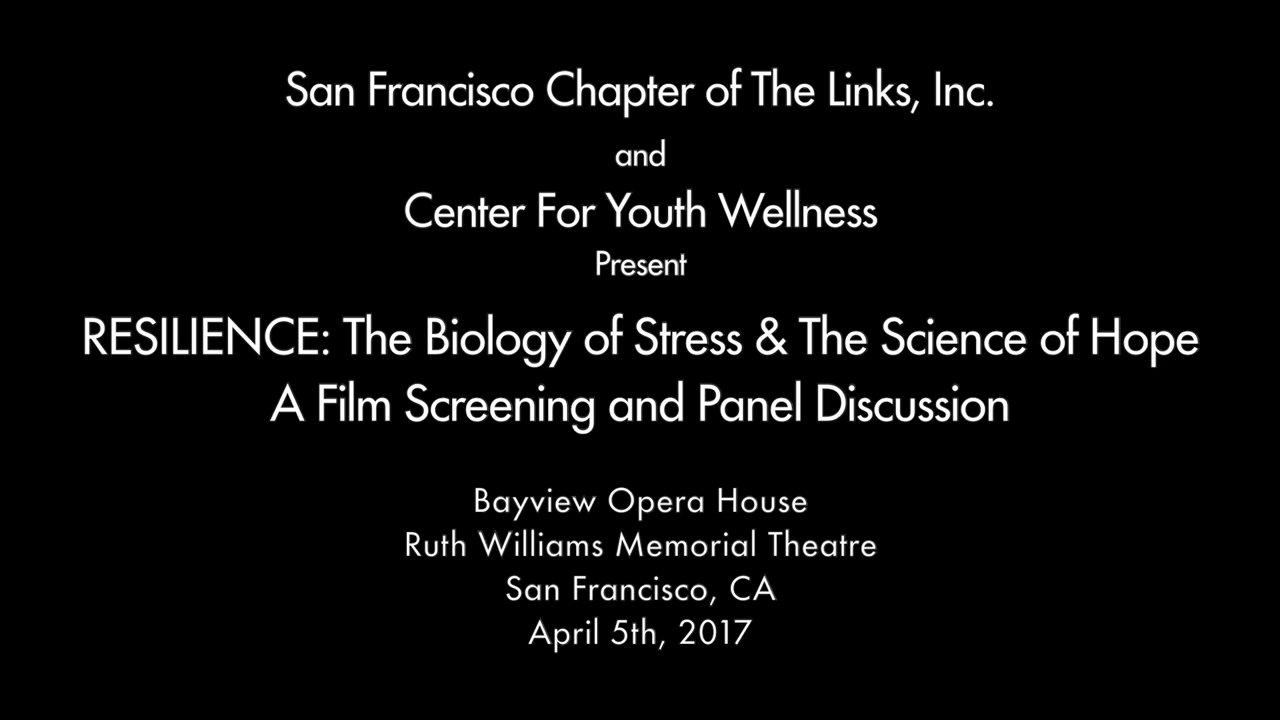 San Francisco Chapter of The Links, Inc.
and
Center For Youth Wellness
Present
RESILIENCE: The Biology of Stress & The Science of Hope
A Film Screening and Panel Discussion
Bayview Opera House
Ruth Williams Memorial Theatre
San Francisco, CA
April 5th, 2017